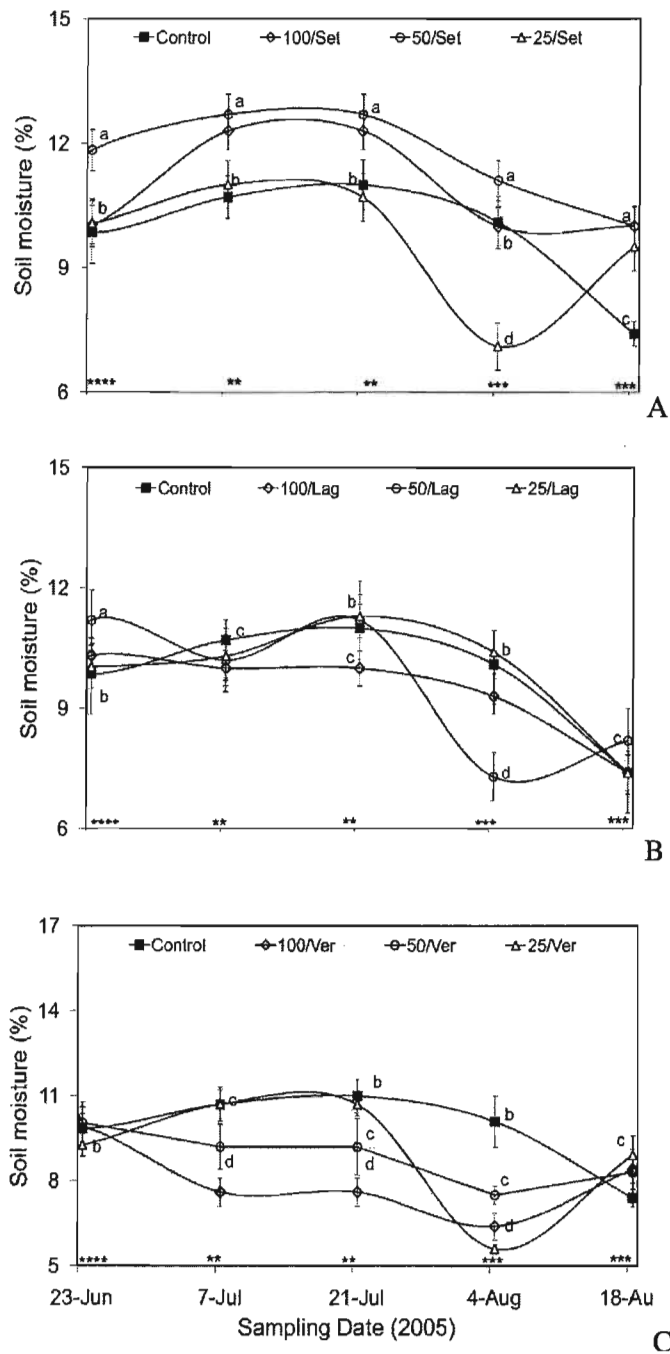 15
Control 100/Set 50/Set 25/Set
Soil moisture (%)
12
9
6
a a a a a
b b b b c
d
**** ** ** *** ***
A
15
Control 100/Lag 50/Lag 25/Lag
Soil moisture (%)
12
9
6
a c b b c
b c d
**** ** ** *** ***
B
17
Control 100/Ver 50/Ver 25/Ver
Soil moisture (%)
14
11
8
5
b c b b c
d c c
d d
**** ** ** *** ***
23-Jun 7-Jul 21-Jul 4-Aug 18-Au
Sampling Date (2005)
C